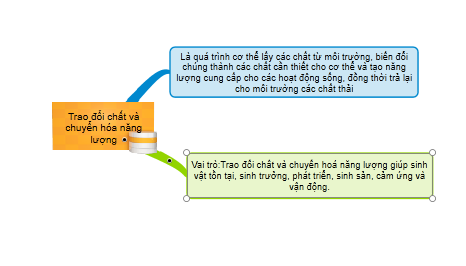 Là quá trình cơ thể lấy các chất từ môi trường, biến đổi
chúng thành các chất cần thiết cho cơ thể và tạo năng
lượng cung cấp cho các hoạt động sống, đồng thời trả lại
cho môi trường các chất thải
Trao đổi chất và
chuyển hóa năng
lượng
Vai trò:Trao đổi chất và chuyển hoá năng lượng giúp sinh
vật tồn tại, sinh trưởng, phát triển, sinh sản, cảm ứng và
vận động.